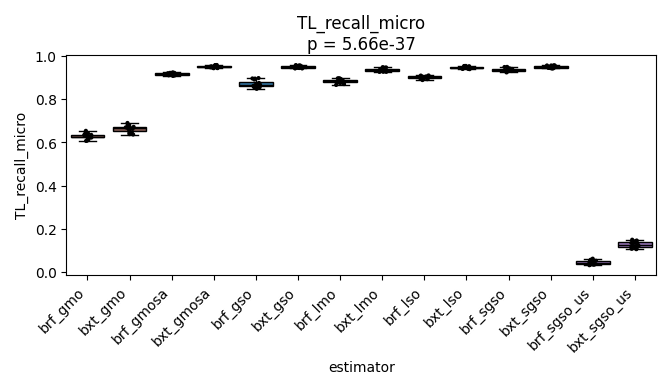 TL_recall_micro
p = 5.66e-37
TL_recall_micro
1.0
0.8
0.6
0.4
0.2
0.0
brf_gmo
bxt_gmo
brf_gmosa
bxt_gmosa
brf_gso
bxt_gso
brf_lmo
bxt_lmo
brf_lso
bxt_lso
brf_sgso
bxt_sgso
brf_sgso_us
bxt_sgso_us
estimator